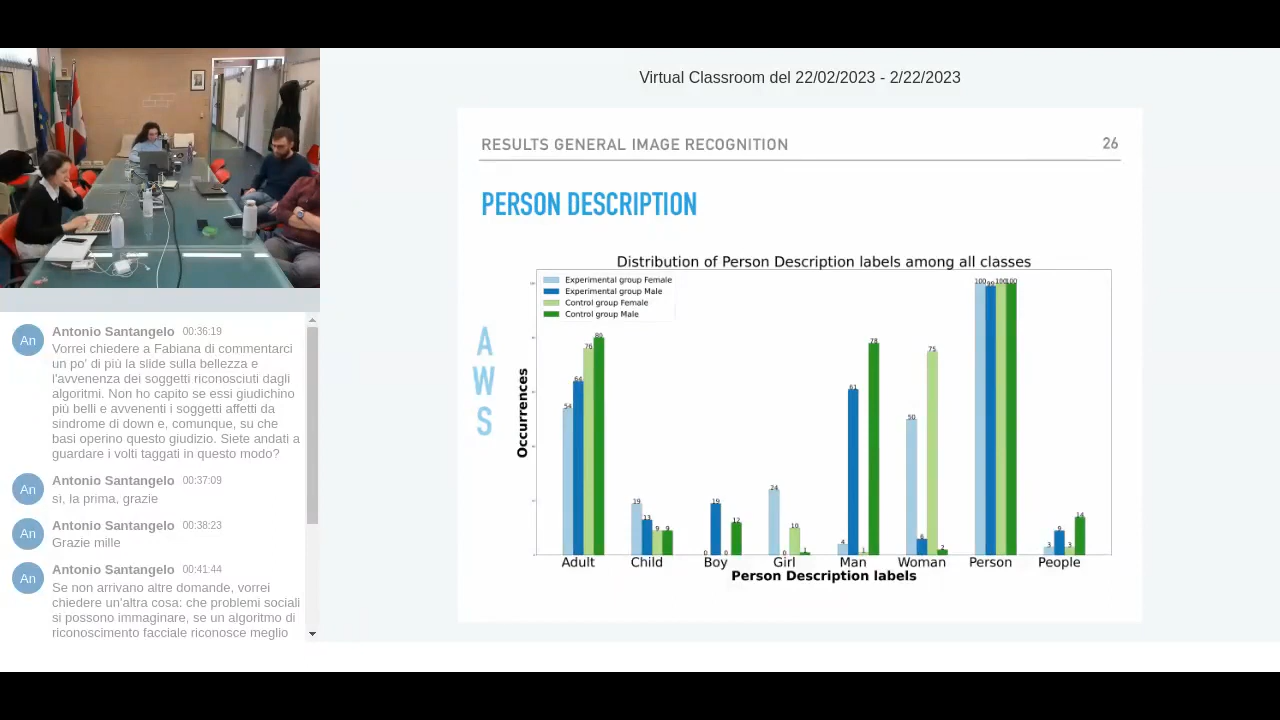 Virtual Classroom del 22/02/2023 - 2/22/2023
RESULTS GENERAL IMAGE RECOGNITION
26
PERSON DESCRIPTION
AWS
Distribution of Person Description labels among all classes
Experimental group Female
Experimental group Male
Control group Female
Control group Male
Occurrences
54 64 76 80
19 13 9 9
0 19 0 12
24 0 10 1
4 61 1 78
50 6 75 2
100 99 100 100
3 9 3 14
Adult Child Boy Girl Man Woman Person People
Person Description labels
An
Antonio Santangelo 00:36:19
Vorrei chiedere a Fabiana di commentarci
un po' di più la slide sulla bellezza e
l'avvenenza dei soggetti riconosciuti dagli
algoritmi. Non ho capito se essi giudichino
più belli e avvenenti i soggetti affetti da
sindrome di down e, comunque, su che
basi operino questo giudizio. Siete andati a
guardare i volti taggati in questo modo?
An
Antonio Santangelo 00:37:09
sì, la prima, grazie
An
Antonio Santangelo 00:38:23
Grazie mille
An
Antonio Santangelo 00:41:44
Se non arrivano altre domande, vorrei
chiedere un'altra cosa: che problemi sociali
si possono immaginare, se un algoritmo di
riconoscimento facciale riconosce meglio